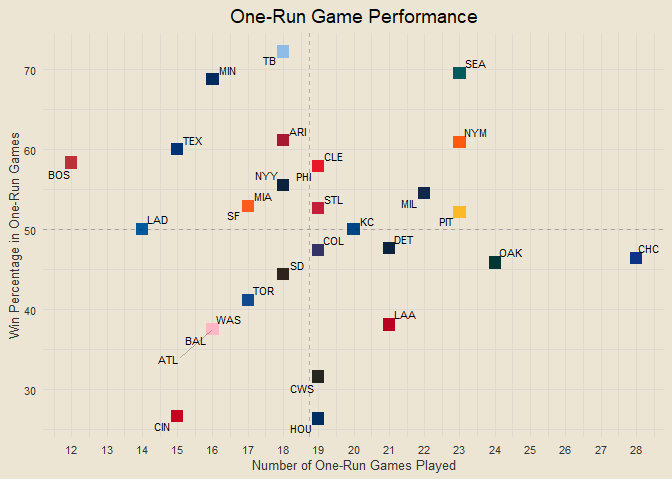 One-Run Game Performance
Win Percentage in One-Run Games
70
60
50
40
30
TB
SEA
MIN
ARI
NYM
TEX
CLE
BOS
NYY
PHI
MIA
SF
STL
MIL
LAD
KC
PIT
COL
DET
OAK
CHC
SD
TOR
WAS
BAL
ATL
LAA
CWS
CIN
HOU
12 13 14 15 16 17 18 19 20 21 22 23 24 25 26 27 28
Number of One-Run Games Played